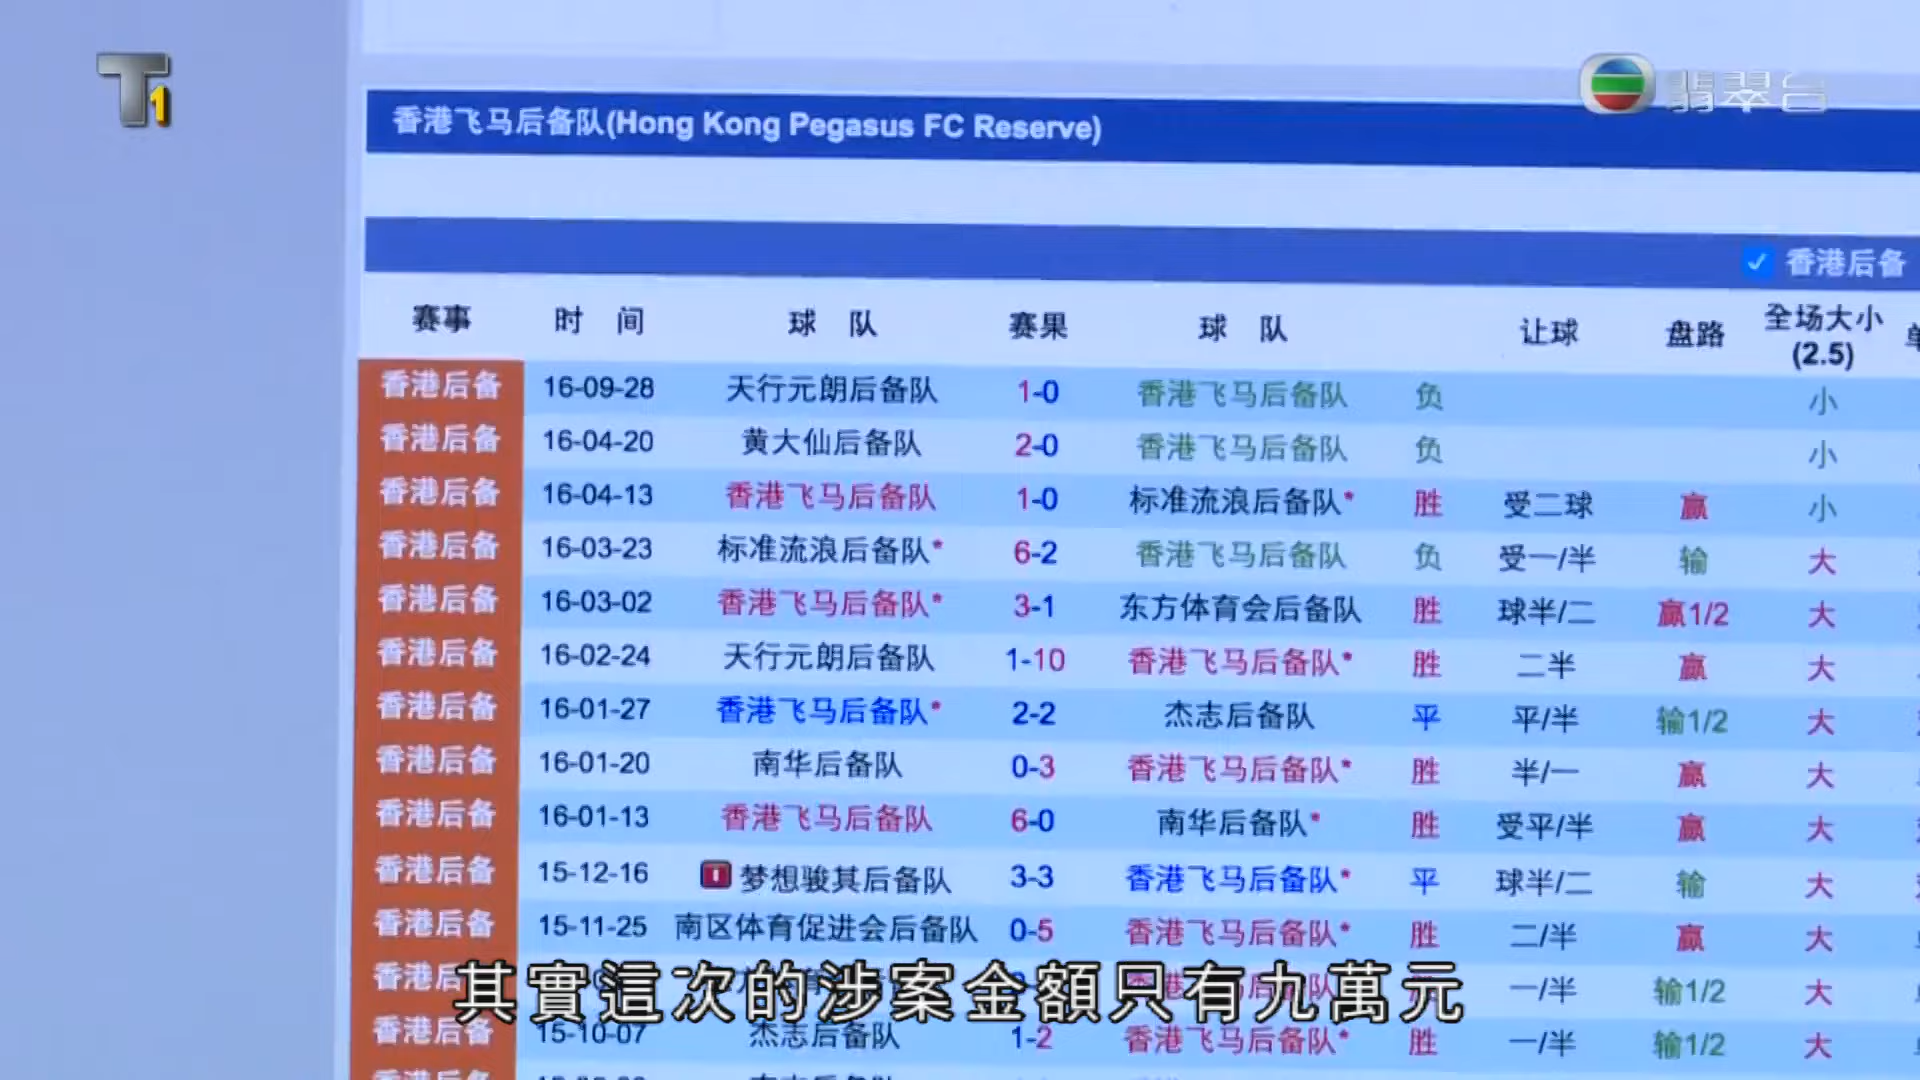 T1
翡翠台
香港飞马后备队(Hong Kong Pegasus FC Reserve)
香港后备
赛事 时 间 球 队 赛果 球 队 让球 盘路 全场大小
(2.5)
香港后备 16-09-28 天行元朗后备队 1-0 香港飞马后备队 负 小
香港后备 16-04-20 黄大仙后备队 2-0 香港飞马后备队 负 小
香港后备 16-04-13 香港飞马后备队 1-0 标准流浪后备队* 胜 受二球 赢 小
香港后备 16-03-23 标准流浪后备队* 6-2 香港飞马后备队 负 受一/半 输 大
香港后备 16-03-02 香港飞马后备队* 3-1 东方体育会后备队 胜 球半/二 赢1/2 大
香港后备 16-02-24 天行元朗后备队 1-10 香港飞马后备队* 胜 二半 赢 大
香港后备 16-01-27 香港飞马后备队* 2-2 杰志后备队 平 平/半 输1/2 大
香港后备 16-01-20 南华后备队 0-3 香港飞马后备队* 胜 半/一 赢 大
香港后备 16-01-13 香港飞马后备队 6-0 南华后备队* 胜 受平/半 赢 大
香港后备 15-12-16 梦想骏其后备队 3-3 香港飞马后备队* 平 球半/二 输 大
香港后备 15-11-25 南区体育促进会后备队 0-5 香港飞马后备队* 胜 二/半 赢 大
香港后 一/半 输1/2 大
其實這次的涉案金額只有九萬元
香港后备 15-10-07 杰志后备队 1-2 香港飞马后备队* 胜 一/半 输1/2 大